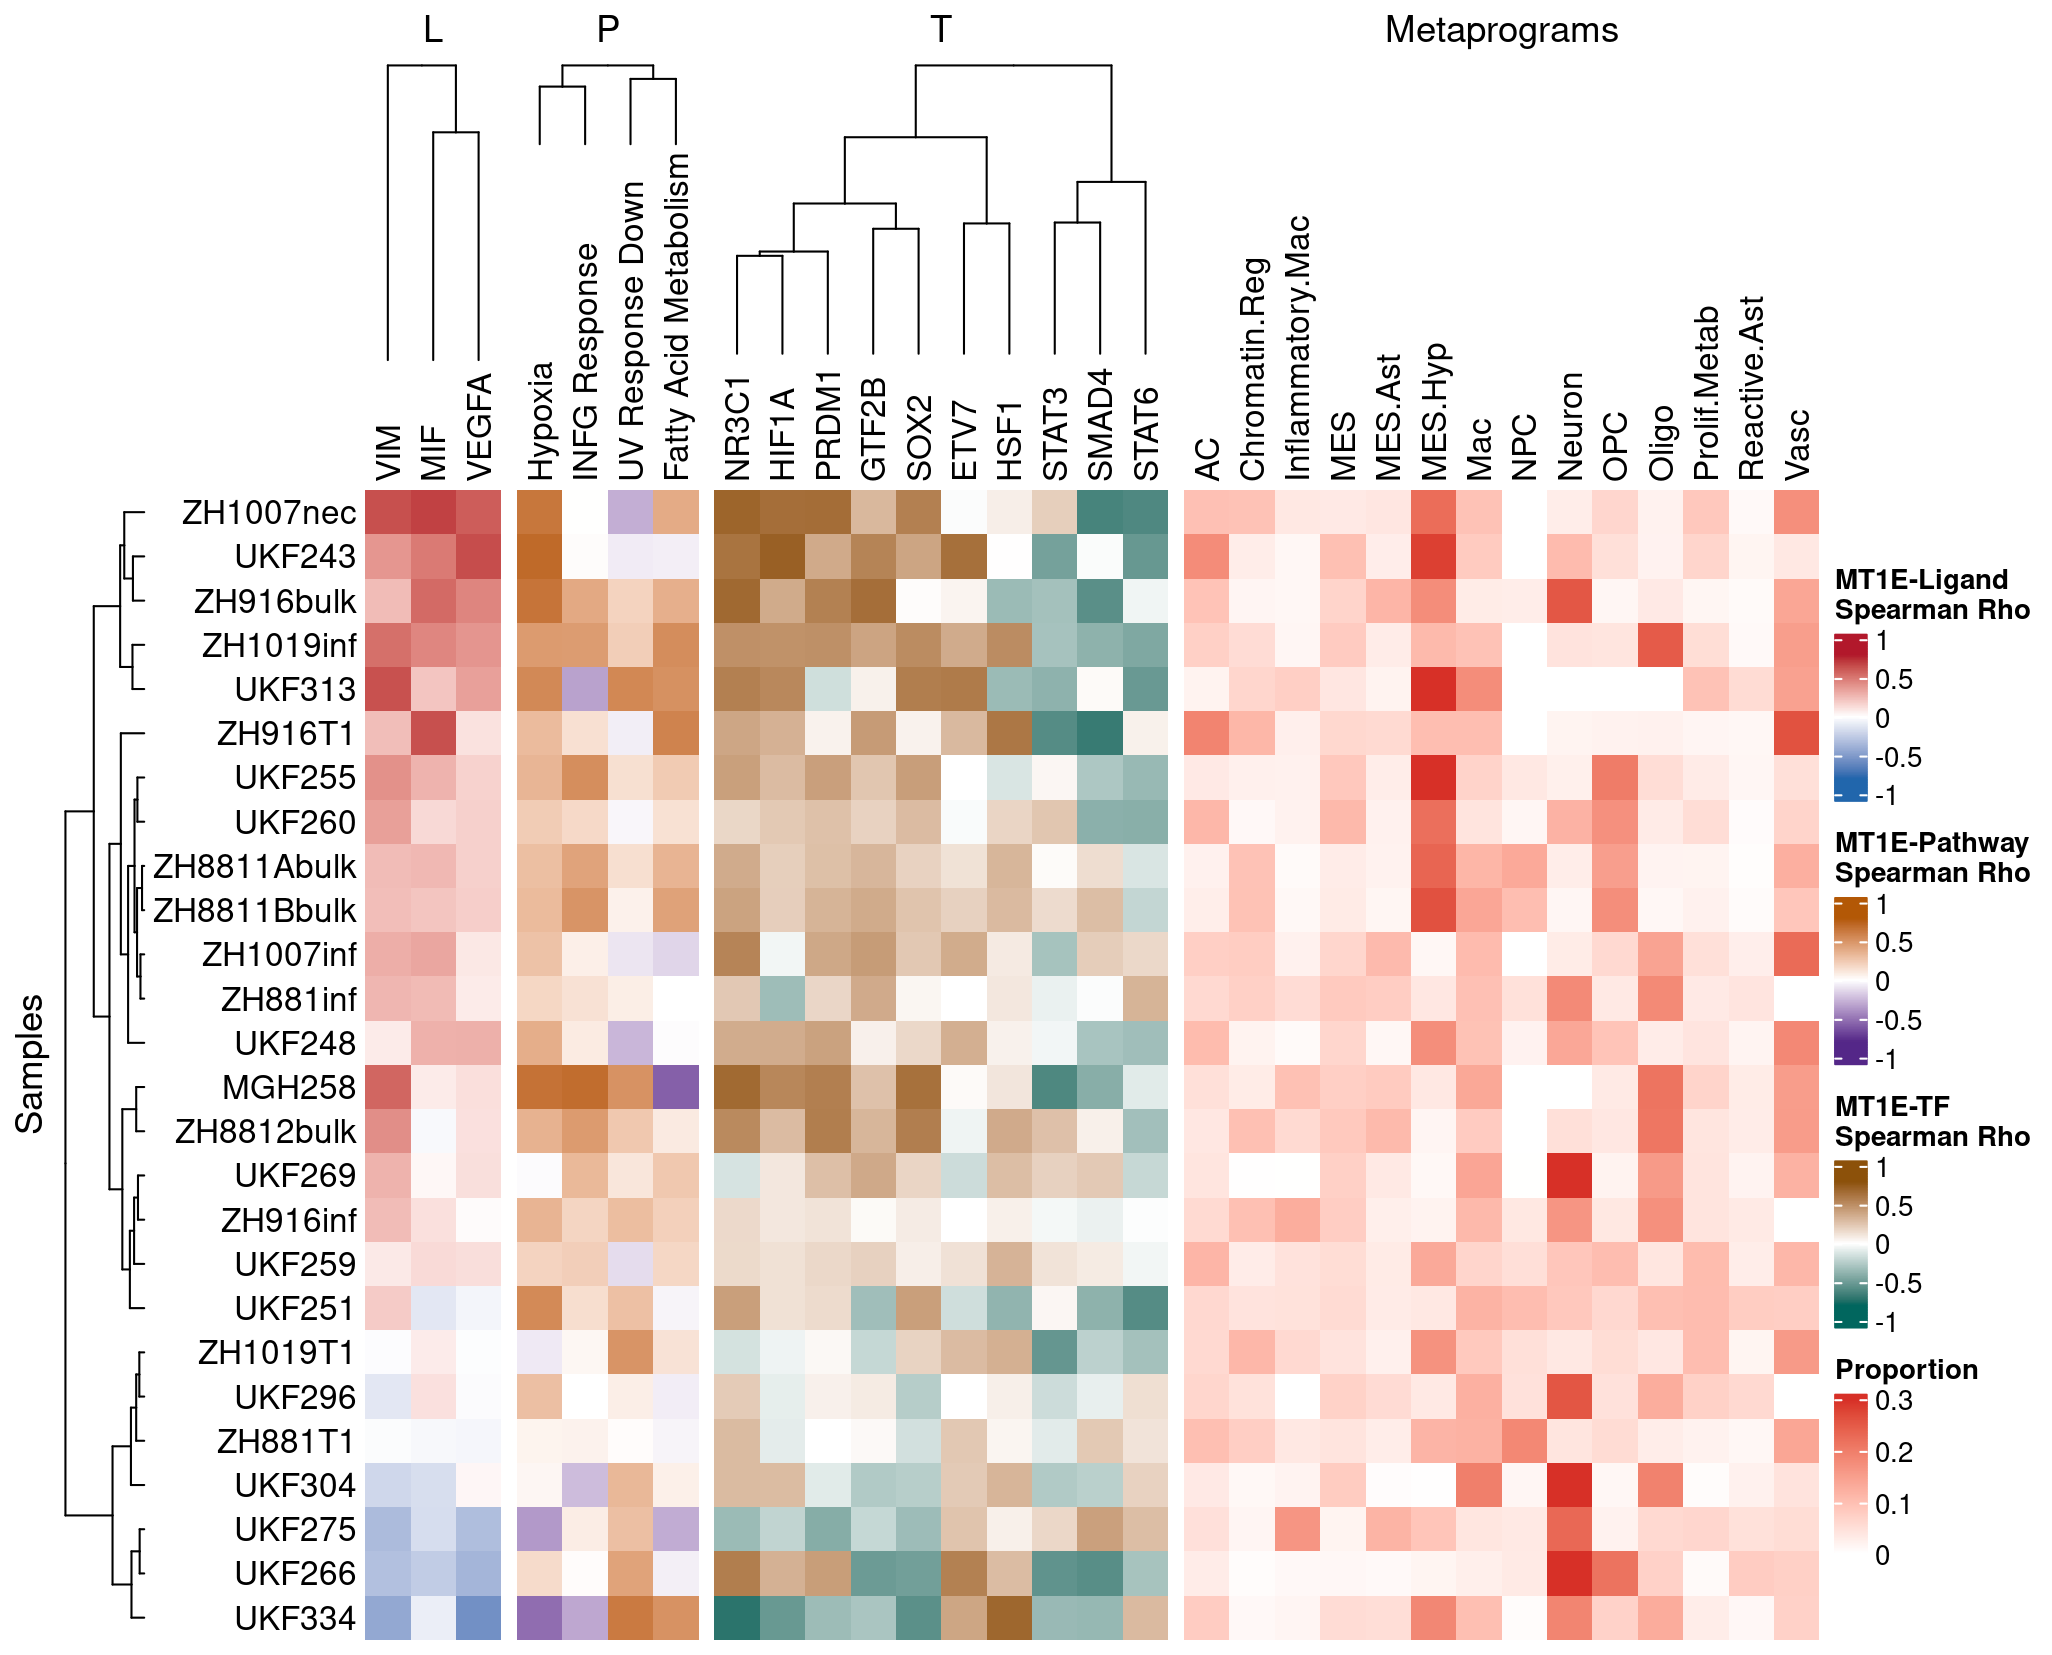 L P T Metaprograms
VIM MIF VEGFA Hypoxia INFG Response UV Response Down Fatty Acid Metabolism NR3C1 HIF1A PRDM1 GTF2B SOX2 ETV7 HSF1 STAT3 SMAD4 STAT6 AC Chromatin.Reg Inflammatory.Mac MES MES.Ast MES.Hyp Mac NPC Neuron OPC Oligo Prolif.Metab Reactive.Ast Vasc
Samples
ZH1007nec
UKF243
ZH916bulk
ZH1019inf
UKF313
ZH916T1
UKF255
UKF260
ZH8811Abulk
ZH8811Bbulk
ZH1007inf
ZH881inf
UKF248
MGH258
ZH8812bulk
UKF269
ZH916inf
UKF259
UKF251
ZH1019T1
UKF296
ZH881T1
UKF304
UKF275
UKF266
UKF334
MT1E-Ligand
Spearman Rho
1
0.5
0
-0.5
-1
MT1E-Pathway
Spearman Rho
1
0.5
0
-0.5
-1
MT1E-TF
Spearman Rho
1
0.5
0
-0.5
-1
Proportion
0.3
0.2
0.1
0